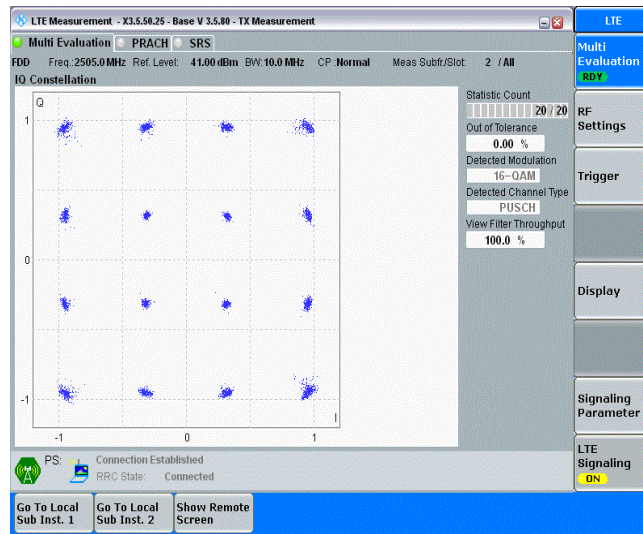 LTE Measurement - X3.5.50.25 - Base V 3.5.80 - TX Measurement
LTE
Multi Evaluation PRACH SRS
FDD Freq.:2505.0 MHz Ref. Level: 41.00 dBm BW:10.0 MHz CP :Normal Meas Subfr./Slot: 2 / All
IQ Constellation
Multi
Evaluation
RDY
Q
1
0
-1
-1 0 1
I
Statistic Count
20 / 20
Out of Tolerance
0.00 %
Detected Modulation
16-QAM
Detected Channel Type
PUSCH
View Filter Throughput
100.0 %
RF
Settings
Trigger
Display
Signaling
Parameter
LTE
Signaling
ON
PS: Connection Established
RRC State: Connected
Go To Local
Sub Inst. 1
Go To Local
Sub Inst. 2
Show Remote
Screen